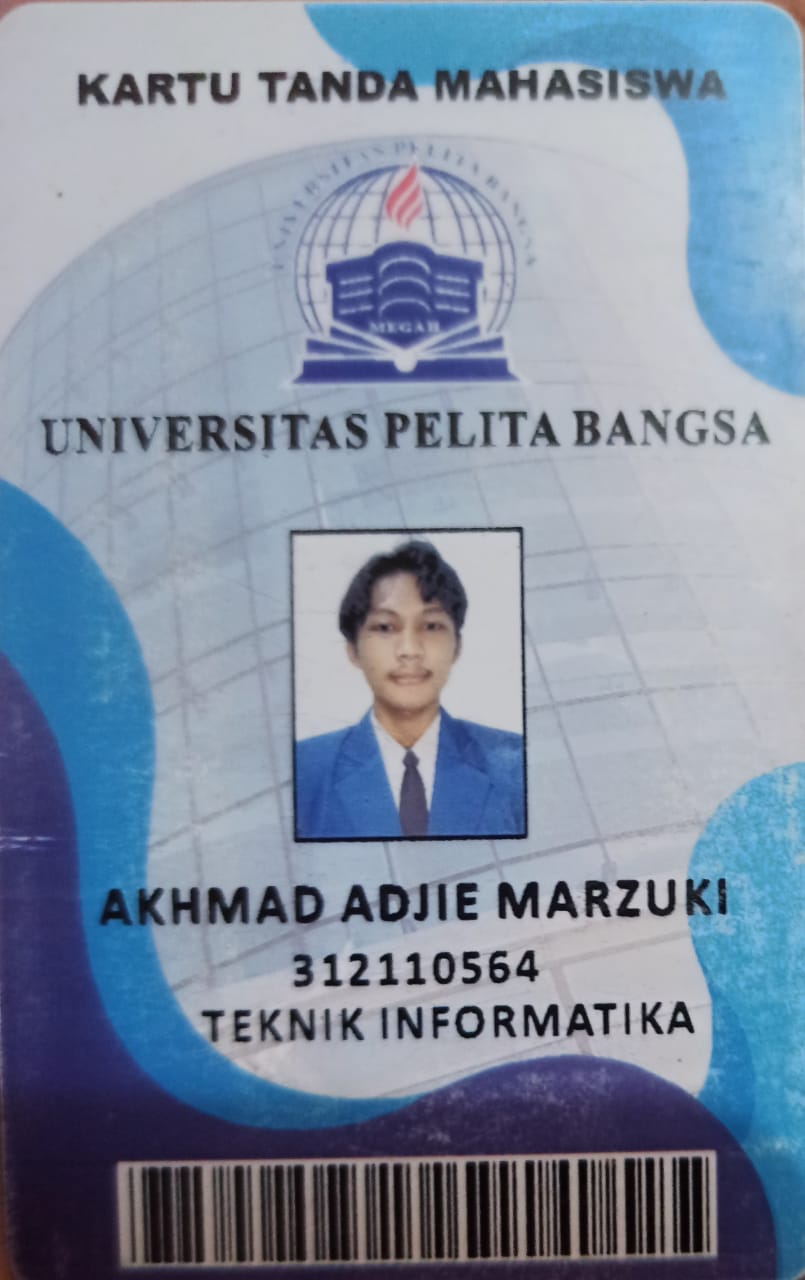 KARTU TANDA MAHASISWA
UNIVERSITAS PELITA BANGSA
MEGAH
UNIVERSITAS PELITA BANGSA
AKHMAD ADJIE MARZUKI
312110564
TEKNIK INFORMATIKA